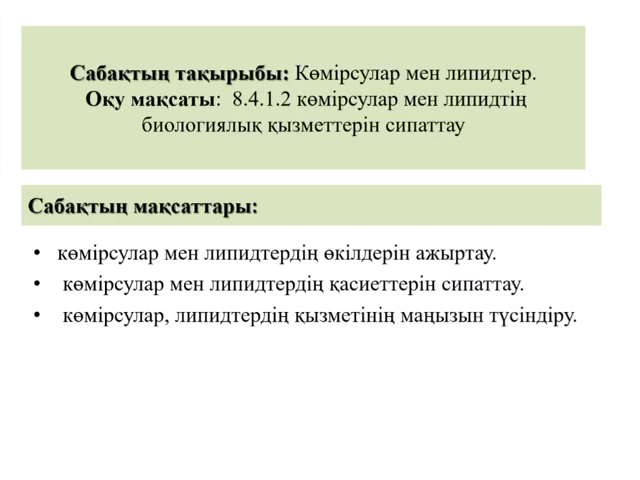 Сабақтың тақырыбы: Көмірсулар мен липидтер.
Оқу мақсаты:  8.4.1.2 көмірсулар мен липидтің
биологиялық қызметтерін сипаттау
Сабақтың мақсаттары:
• көмірсулар мен липидтердің өкілдерін ажыртау.
• көмірсулар мен липидтердің қасиеттерін сипаттау.
• көмірсулар, липидтердің қызметінің маңызын түсіндіру.